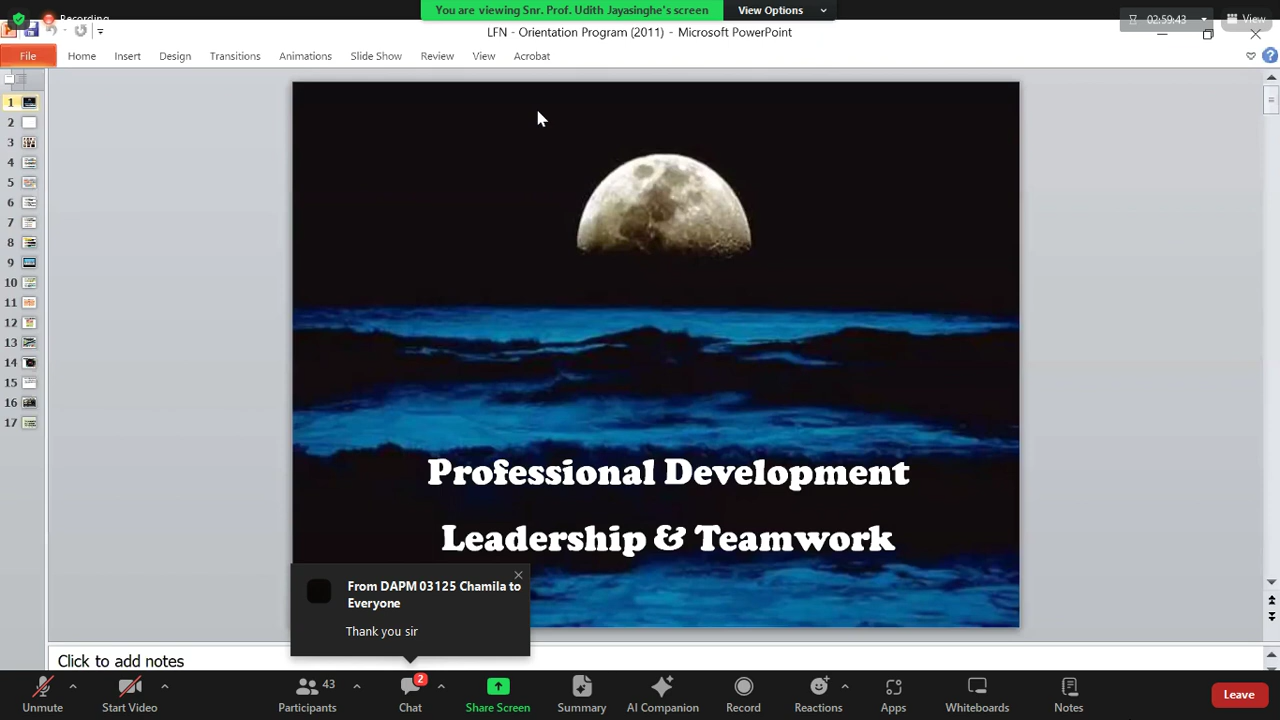 Recording
You are viewing Snr. Prof. Udith Jayasinghe's screen
View Options
02:59:43
View
LFN - Orientation Program (2011) - Microsoft PowerPoint
File Home Insert Design Transitions Animations Slide Show Review View Acrobat
1
2
3
4
5
6
7
8
9
10
11
12
13
14
15
16
17
Professional Development
Leadership & Teamwork
From DAPM 03125 Chamila to
Everyone
Thank you sir
Click to add notes
43
2
Unmute Start Video Participants Chat Share Screen Summary AI Companion Record Reactions Apps Whiteboards Notes
Leave